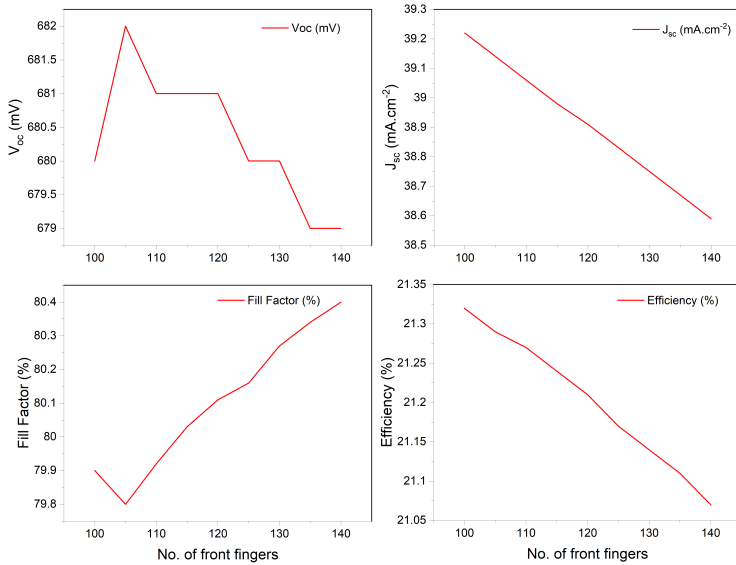 Voc (mV)
682
681.5
681
680.5
680
679.5
679
V_oc (mV)
100 110 120 130 140
J_sc (mA.cm⁻²)
39.3
39.2
39.1
39
38.9
38.8
38.7
38.6
38.5
J_sc (mA.cm⁻²)
100 110 120 130 140
Fill Factor (%)
80.4
80.3
80.2
80.1
80
79.9
79.8
Fill Factor (%)
100 110 120 130 140
No. of front fingers
Efficiency (%)
21.35
21.3
21.25
21.2
21.15
21.1
21.05
Efficiency (%)
100 110 120 130 140
No. of front fingers